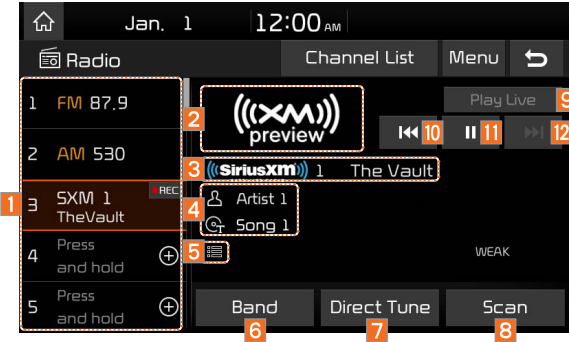 Jan. 1 12:00 AM
Radio Channel List Menu
1 FM 87.9
2 AM 530
3 SXM 1 REC
TheVault
4 Press
and hold
5 Press
and hold
1
2
((XM))
preview
Play Live 9
10 11 12
3 ((SiriusXM)) 1 The Vault
4 Artist 1
Song 1
5
WEAK
Band Direct Tune Scan
6 7 8